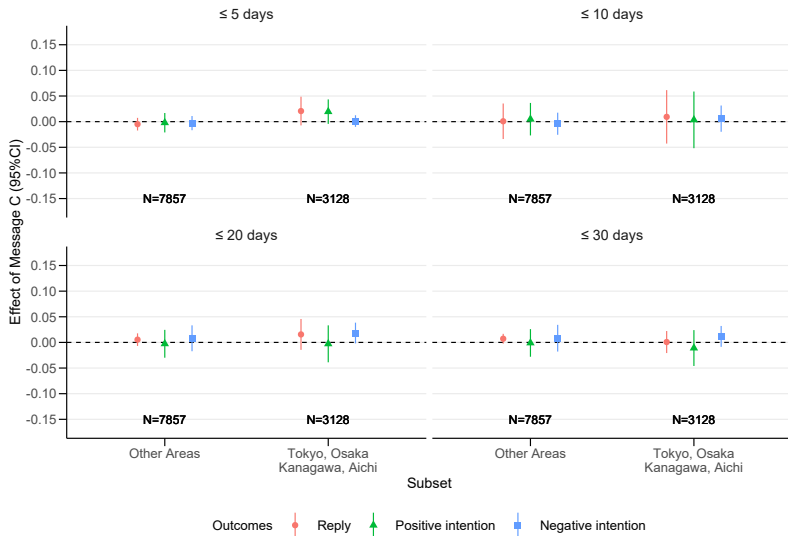 ≤ 5 days
≤ 10 days
Effect of Message C (95%CI)
0.15
0.10
0.05
0.00
-0.05
-0.10
-0.15
N=7857
N=3128
N=7857
N=3128
≤ 20 days
≤ 30 days
0.15
0.10
0.05
0.00
-0.05
-0.10
-0.15
N=7857
N=3128
N=7857
N=3128
Other Areas
Tokyo, Osaka
Kanagawa, Aichi
Other Areas
Tokyo, Osaka
Kanagawa, Aichi
Subset
Outcomes Reply Positive intention Negative intention